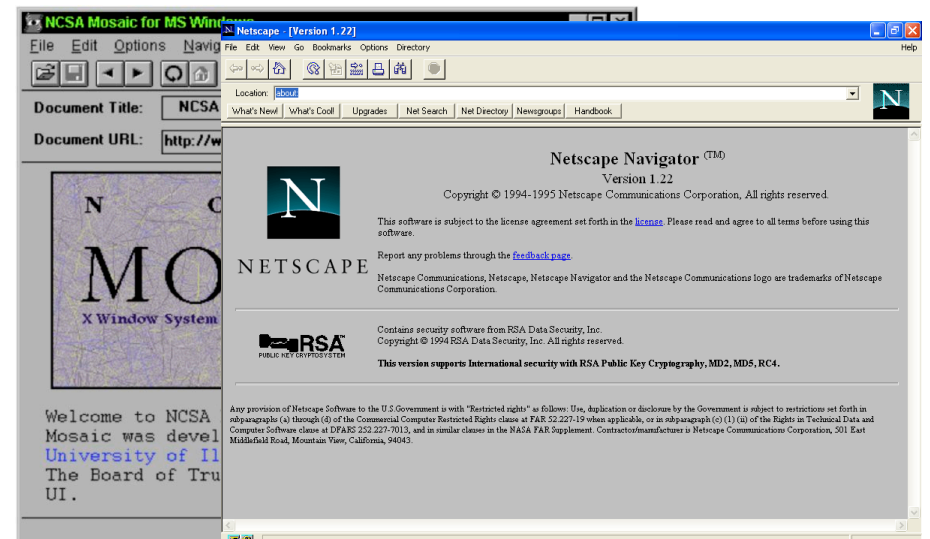 NCSA Mosaic for MS Windows
File Edit Options Navig
Document Title: NCSA
Document URL: http://w
N C
MO
X Window System
Welcome to NCSA
Mosaic was devel
University of Il
The Board of Tru
UI.
Netscape - [Version 1.22]
File Edit View Go Bookmarks Options Directory Help
Location: about:
What's New! What's Cool! Upgrades Net Search Net Directory Newsgroups Handbook
N
N
NETSCAPE
Netscape Navigator (TM)
Version 1.22
Copyright © 1994-1995 Netscape Communications Corporation, All rights reserved.
This software is subject to the license agreement set forth in the license. Please read and agree to all terms before using this
software.
Report any problems through the feedback page.
Netscape Communications, Netscape, Netscape Navigator and the Netscape Communications logo are trademarks of Netscape
Communications Corporation.
RSA
PUBLIC KEY CRYPTOSYSTEM
Contains security software from RSA Data Security, Inc.
Copyright © 1994 RSA Data Security, Inc. All rights reserved.
This version supports International security with RSA Public Key Cryptography, MD2, MD5, RC4.
Any provision of Netscape Software to the U.S.Government is with "Restricted rights" as follows: Use, duplication or disclosure by the Government is subject to restrictions set forth in
subparagraphs (a) through (d) of the Commercial Computer Restricted Rights clause at FAR 52.227-19 when applicable, or in subparagraph (c) (1) (ii) of the Rights in Technical Data and
Computer Software clause at DFARS 252.227-7013, and in similar clauses in the NASA FAR Supplement. Contractor/manufacturer is Netscape Communications Corporation, 501 East
Middlefield Road, Mountain View, California, 94043.